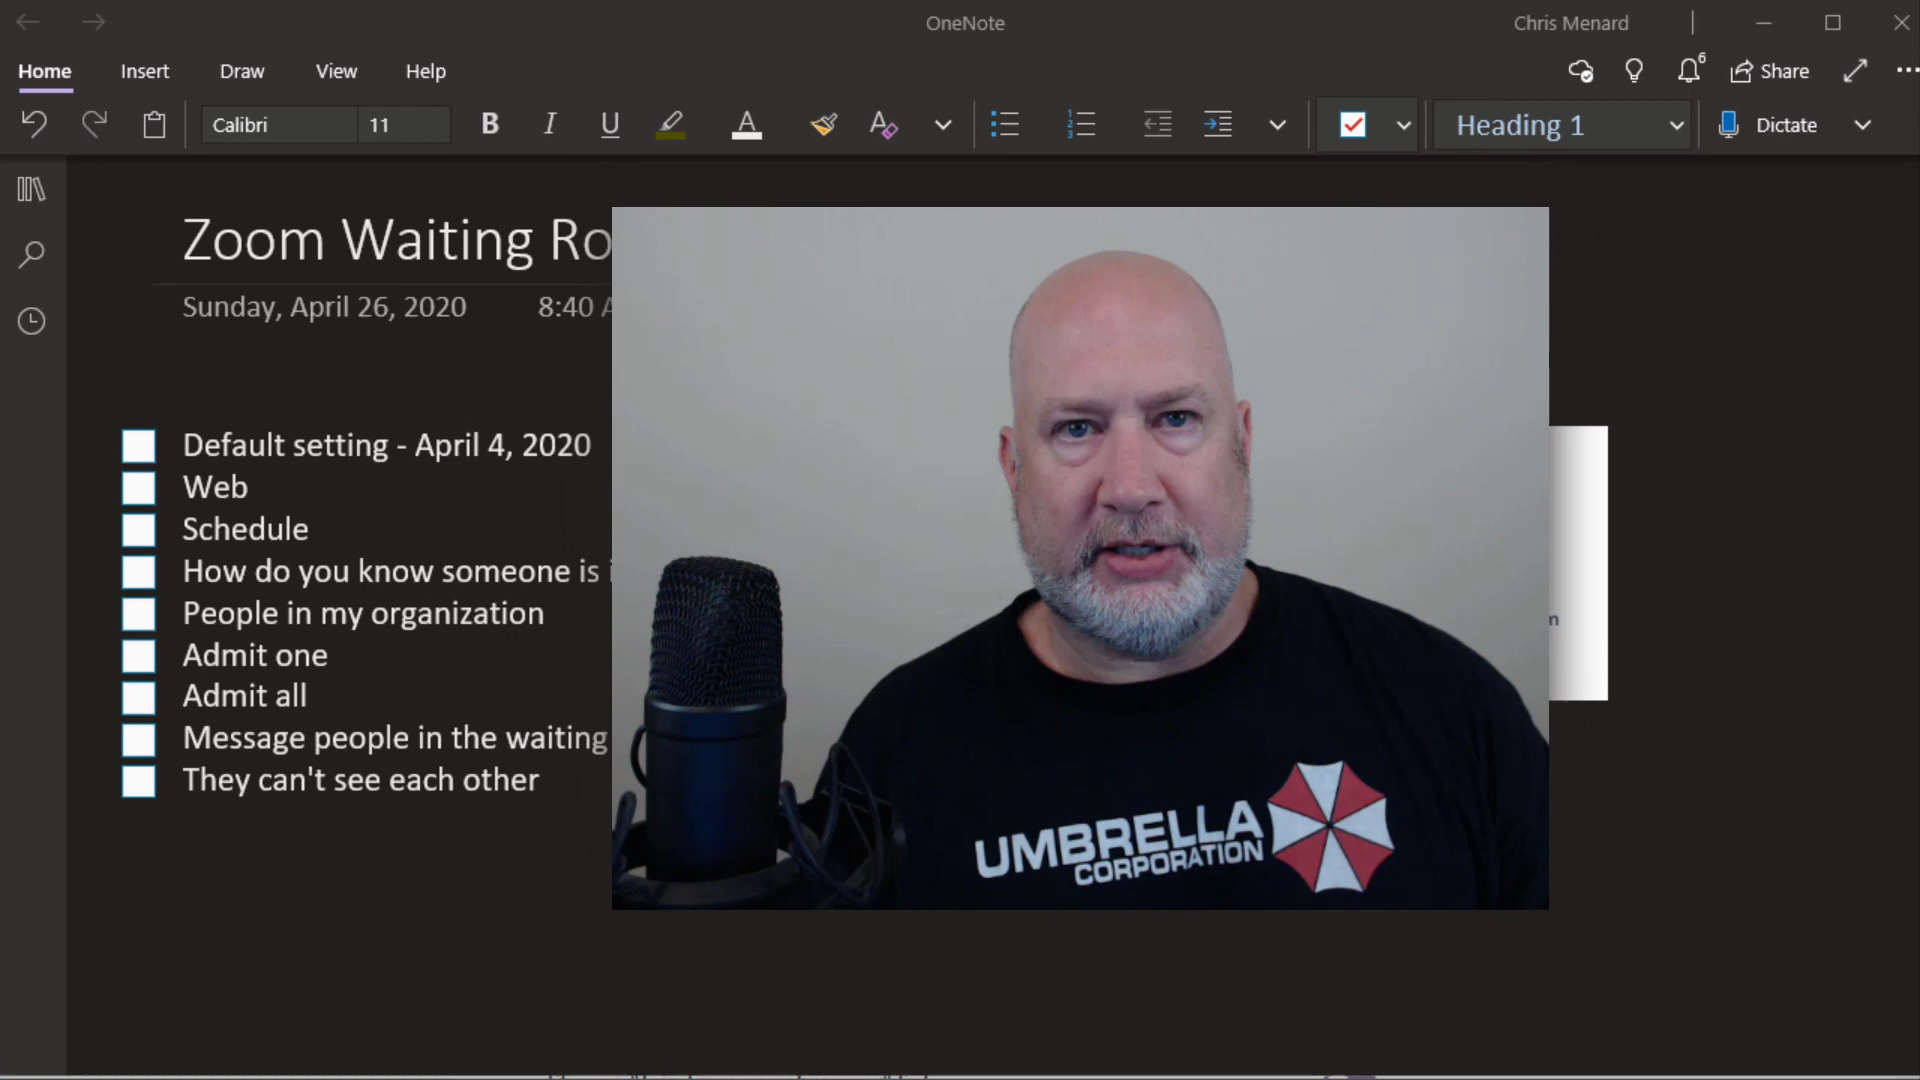 OneNote
Chris Menard
Home Insert Draw View Help
6
Share
Calibri 11 B I U A A Heading 1 Dictate
Zoom Waiting Ro
Sunday, April 26, 2020 8:40 A
Default setting - April 4, 2020
Web
Schedule
How do you know someone is i
People in my organization
Admit one
Admit all
Message people in the waiting
They can't see each other
UMBRELLA
CORPORATION